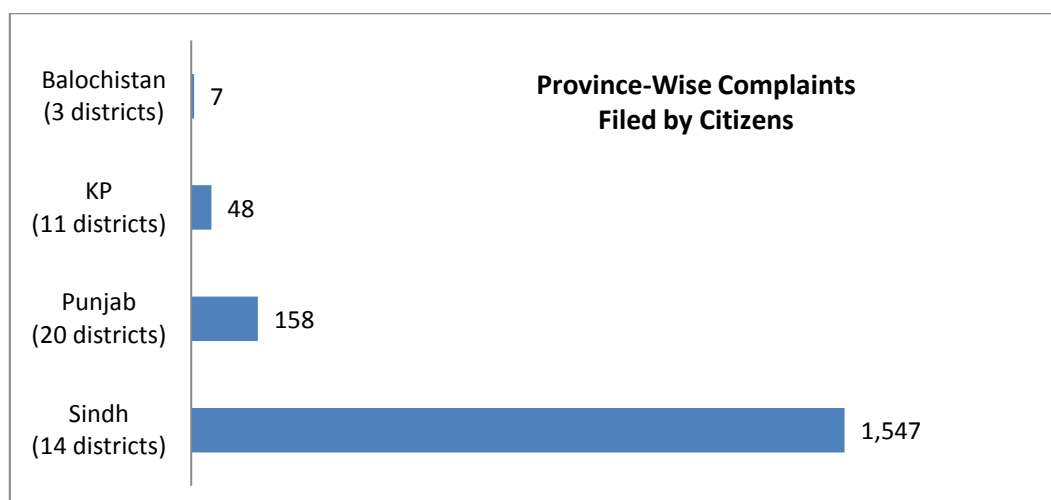 Province-Wise Complaints
Filed by Citizens
Balochistan
(3 districts)
7
KP
(11 districts)
48
Punjab
(20 districts)
158
Sindh
(14 districts)
1,547